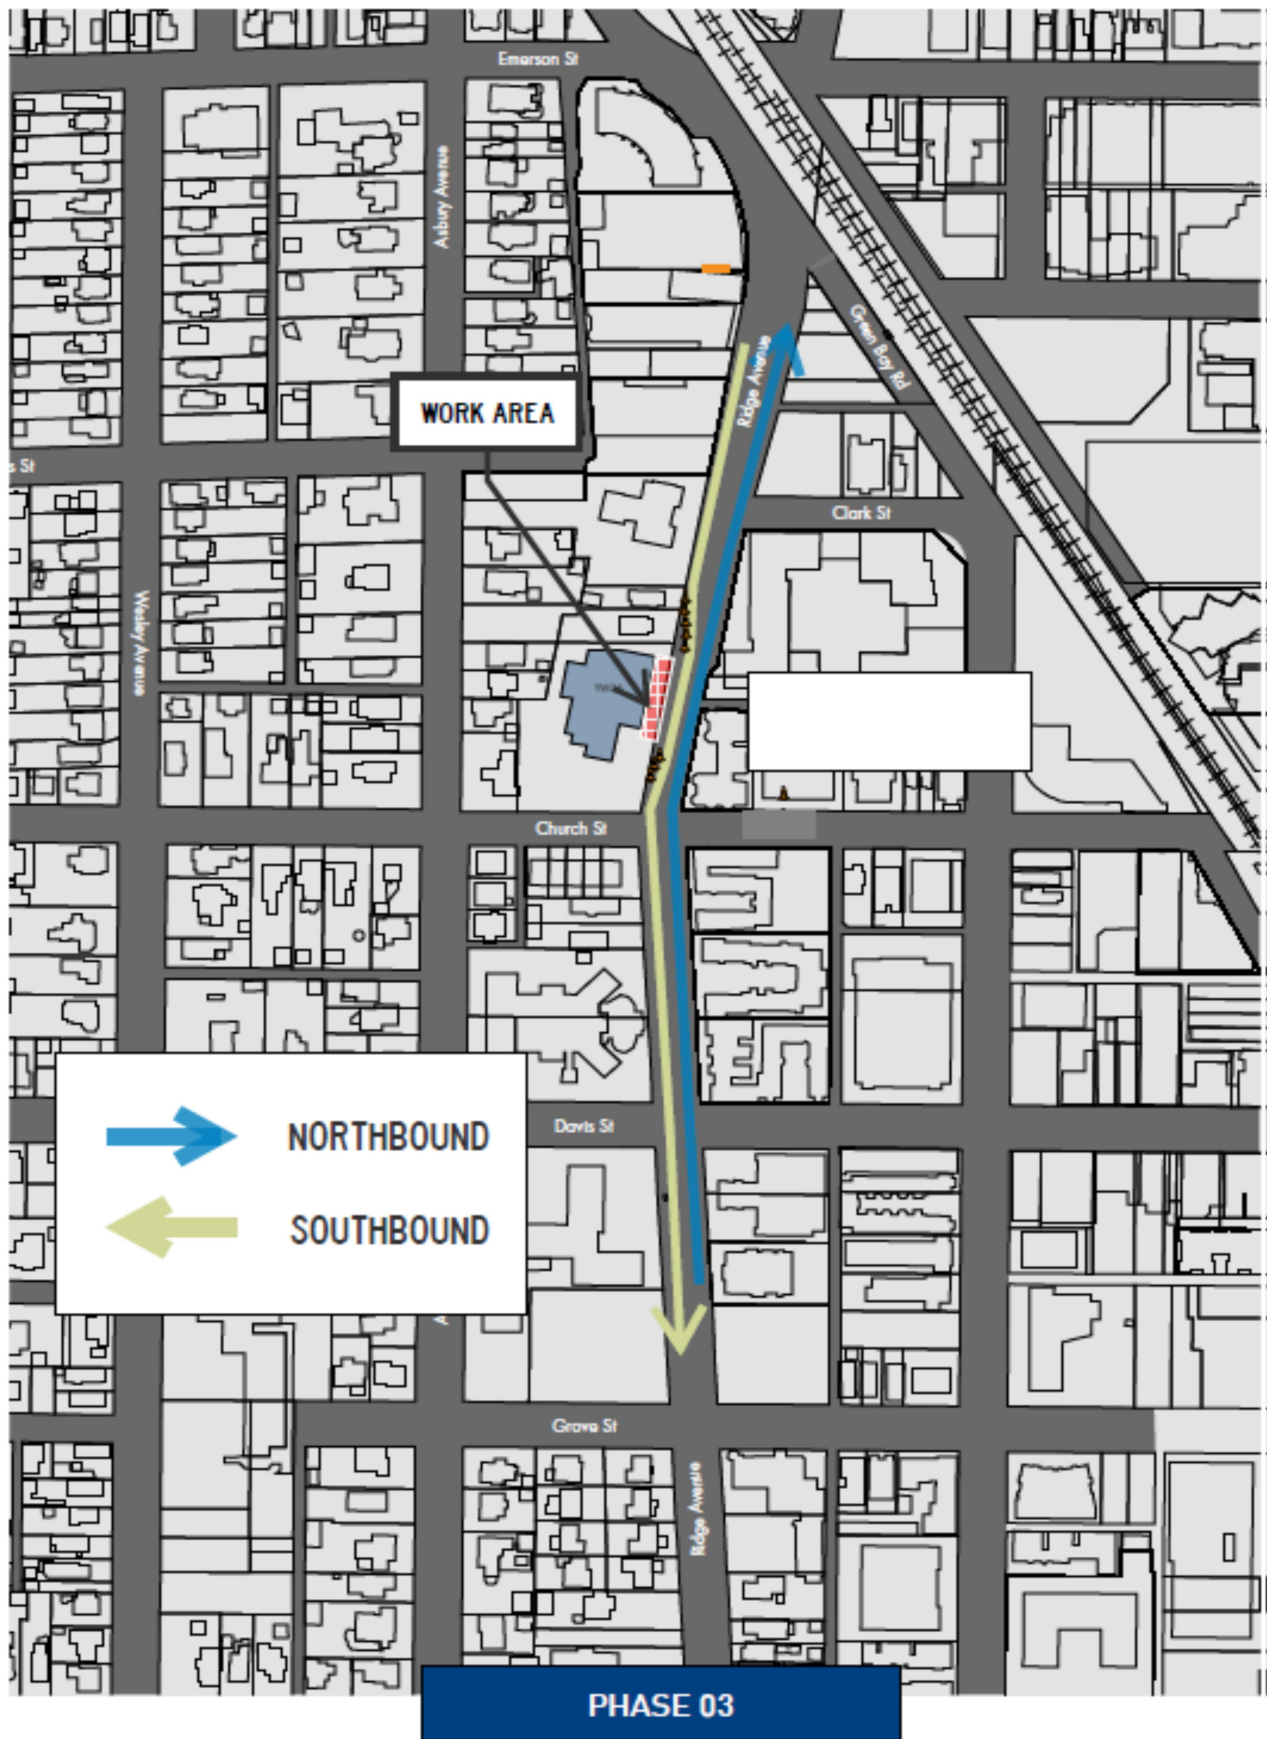 Emerson St
Asbury Avenue
Green Bay Rd
Ridge Avenue
WORK AREA
s St
Clark St
Wesley Avenue
Church St
NORTHBOUND
Davis St
SOUTHBOUND
A
Grove St
Ridge Avenue
PHASE 03